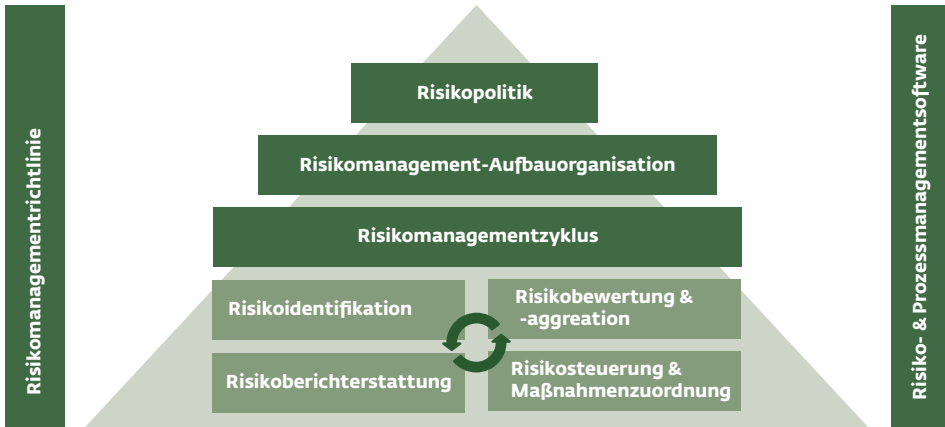 Risikomanagementrichtlinie
Risikopolitik
Risikomanagement-Aufbauorganisation
Risikomanagementzyklus
Risikoidentifikation
Risikobewertung &
-aggreation
Risikoberichterstattung
Risikosteuerung &
Maßnahmenzuordnung
Risiko- & Prozessmanagementsoftware